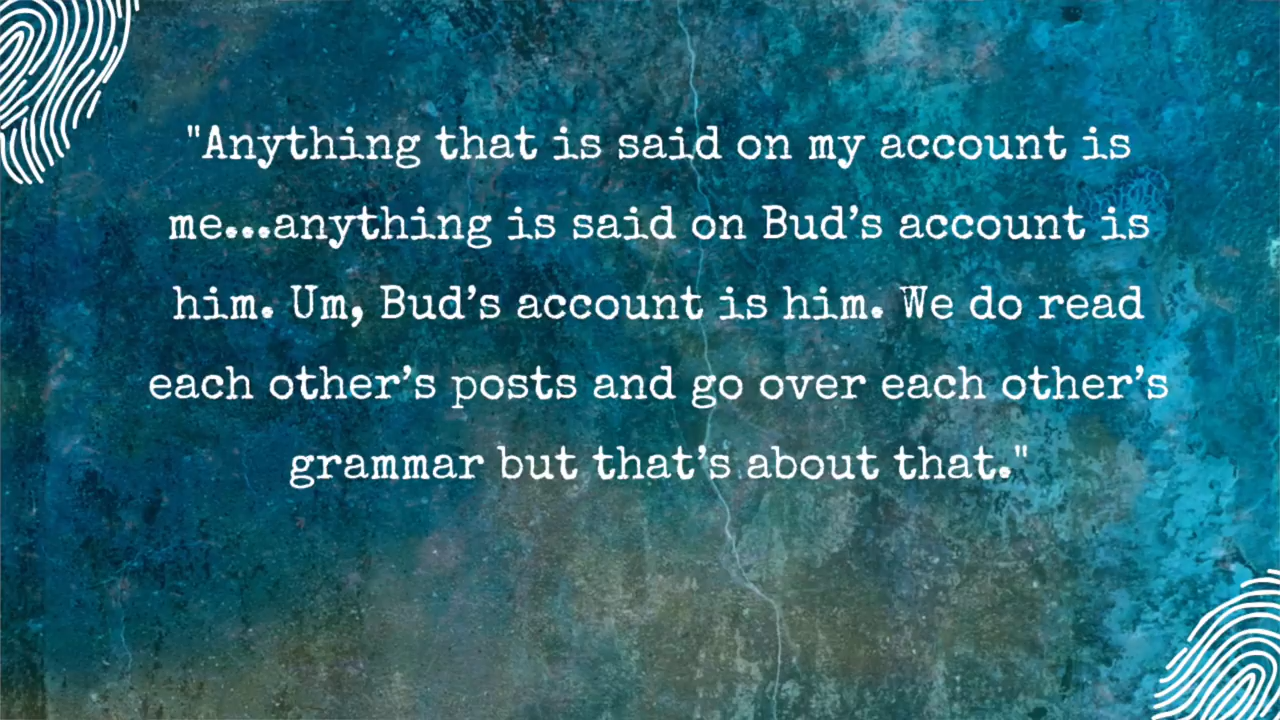 "Anything that is said on my account is
me...anything is said on Bud’s account is
him. Um, Bud’s account is him. We do read
each other’s posts and go over each other’s
grammar but that’s about that."